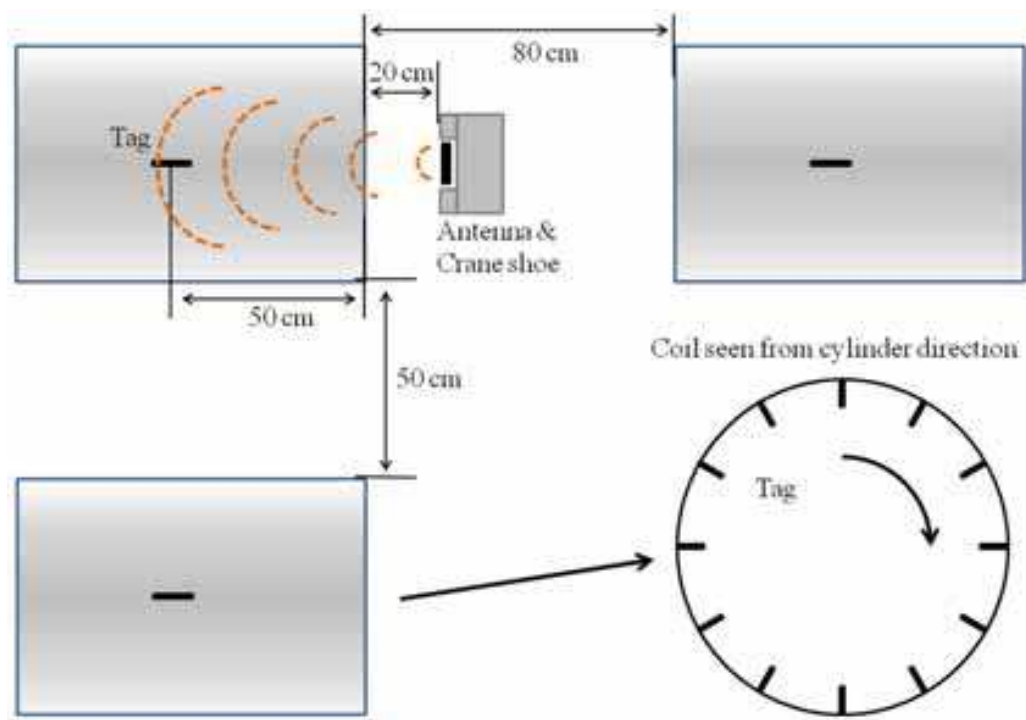 80 cm
20 cm
Tag
Antenna &
Crane shoe
50 cm
Coil seen from cylinder direction
50 cm
Tag